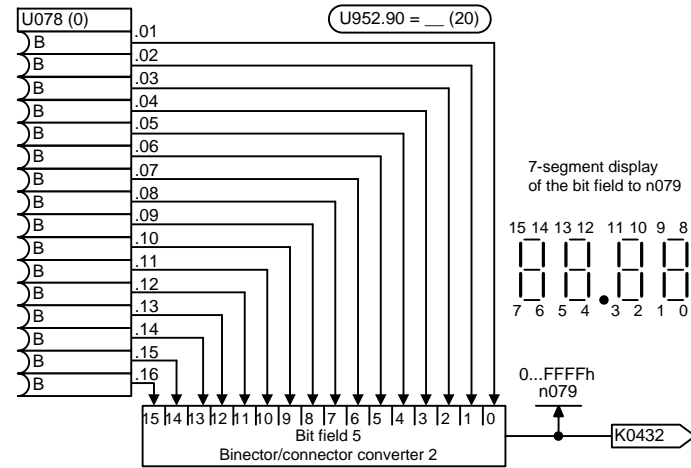 U078 (0)
U952.90 = __ (20)
B .01
B .02
B .03
B .04
B .05
B .06
B .07
B .08
B .09
B .10
B .11
B .12
B .13
B .14
B .15
B .16
7-segment display
of the bit field to n079
15 14 13 12 11 10 9 8
7 6 5 4 3 2 1 0
0...FFFFh
n079
15 14 13 12 11 10 9 8 7 6 5 4 3 2 1 0
Bit field 5
Binector/connector converter 2
K0432